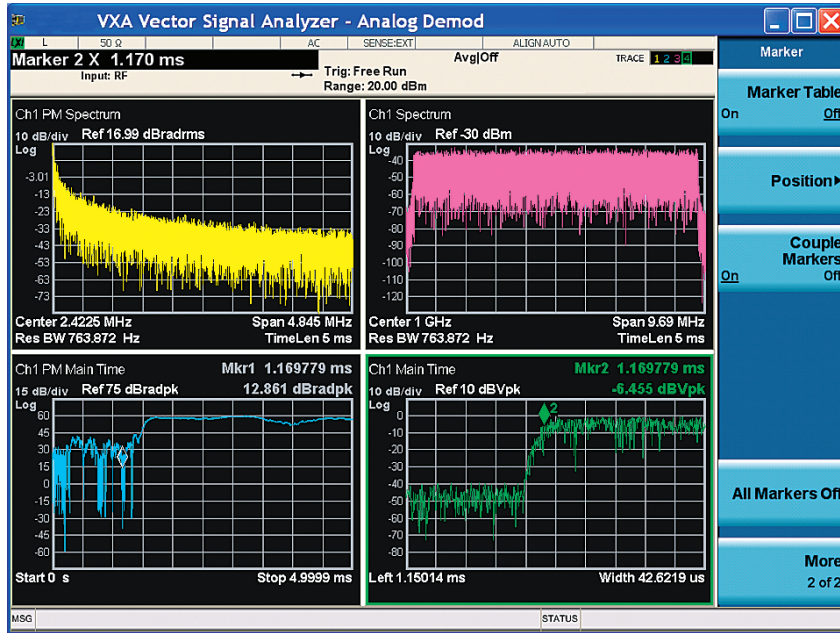 VXA Vector Signal Analyzer - Analog Demod
LXI L 50 Ω AC SENSE:EXT ALIGN AUTO
Marker 2 X 1.170 ms
Input: RF
Trig: Free Run
Range: 20.00 dBm
Avg|Off
TRACE 1 2 3 4
Marker
Marker Table
On Off
Position
Couple
Markers
On Off
All Markers Off
More
2 of 2
Ch1 PM Spectrum
10 dB/div Ref 16.99 dBradrms
Log
-3.01
-13
-23
-33
-43
-53
-63
-73
Center 2.4225 MHz Span 4.845 MHz
Res BW 763.872 Hz TimeLen 5 ms
Ch1 Spectrum
10 dB/div Ref -30 dBm
Log
-40
-50
-60
-70
-80
-90
-100
-110
-120
Center 1 GHz Span 9.69 MHz
Res BW 763.872 Hz TimeLen 5 ms
Ch1 PM Main Time Mkr1 1.169779 ms
15 dB/div Ref 75 dBradpk 12.861 dBradpk
Log
60
45
30
15
0
-15
-30
-45
-60
Start 0 s Stop 4.9999 ms
Ch1 Main Time Mkr2 1.169779 ms
10 dB/div Ref 10 dBVpk -6.455 dBVpk
Log
2
0
-10
-20
-30
-40
-50
-60
-70
-80
Left 1.15014 ms Width 42.6219 us
MSG STATUS